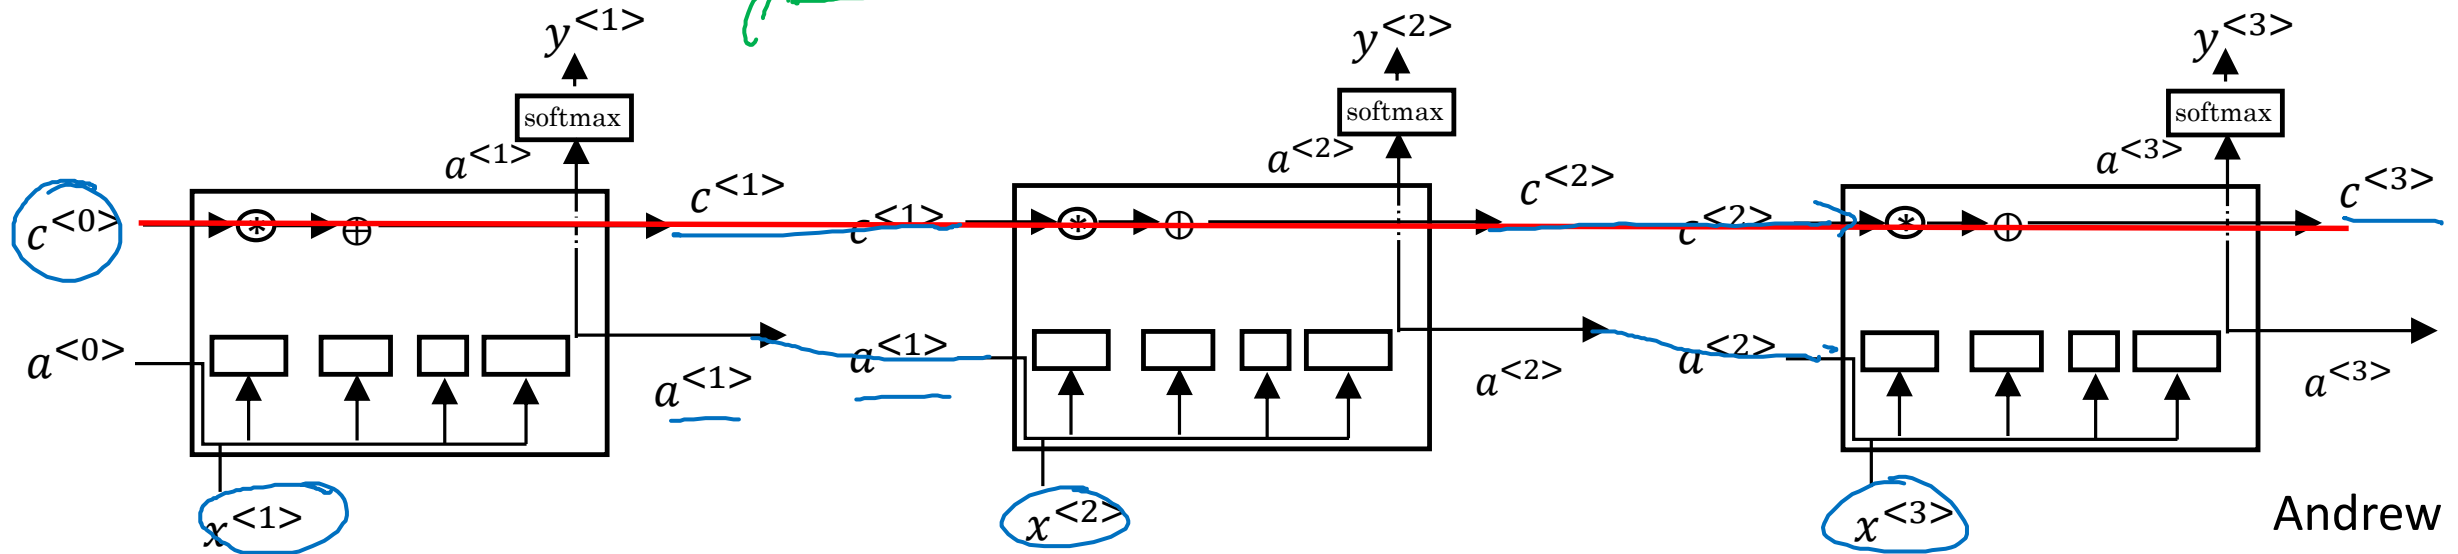 y<1> y<2> y<3>
softmax softmax softmax
a<1> a<2> a<3>
c<0> c<1> c<1> c<2> c<2> c<3>
* ⊕ * ⊕ * ⊕
a<0> a<1> a<1> a<2> a<2> a<3>
x<1> x<2> x<3>
Andrew